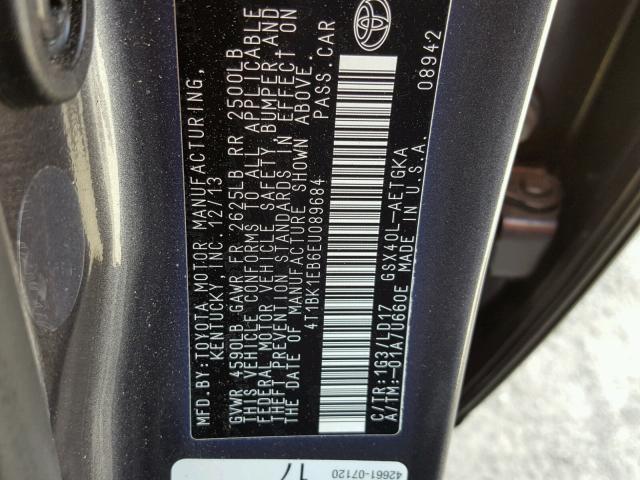 MFD. BY: TOYOTA MOTOR MANUFACTURING,
KENTUCKY, INC. 12/13
GVWR 4590LB GAWR FR 2625LB RR 2500LB
THIS VEHICLE CONFORMS TO ALL APPLICABLE
FEDERAL MOTOR VEHICLE SAFETY, BUMPER AND
THEFT PREVENTION STANDARDS IN EFFECT ON
THE DATE OF MANUFACTURE SHOWN ABOVE.
4T1BK1EB6EU089684 PASS. CAR
C/TR:1G3/LD17 GSX40L-AETGKA
A/TM:-01A/U660E MADE IN U.S.A.
08942
42661-07120
17